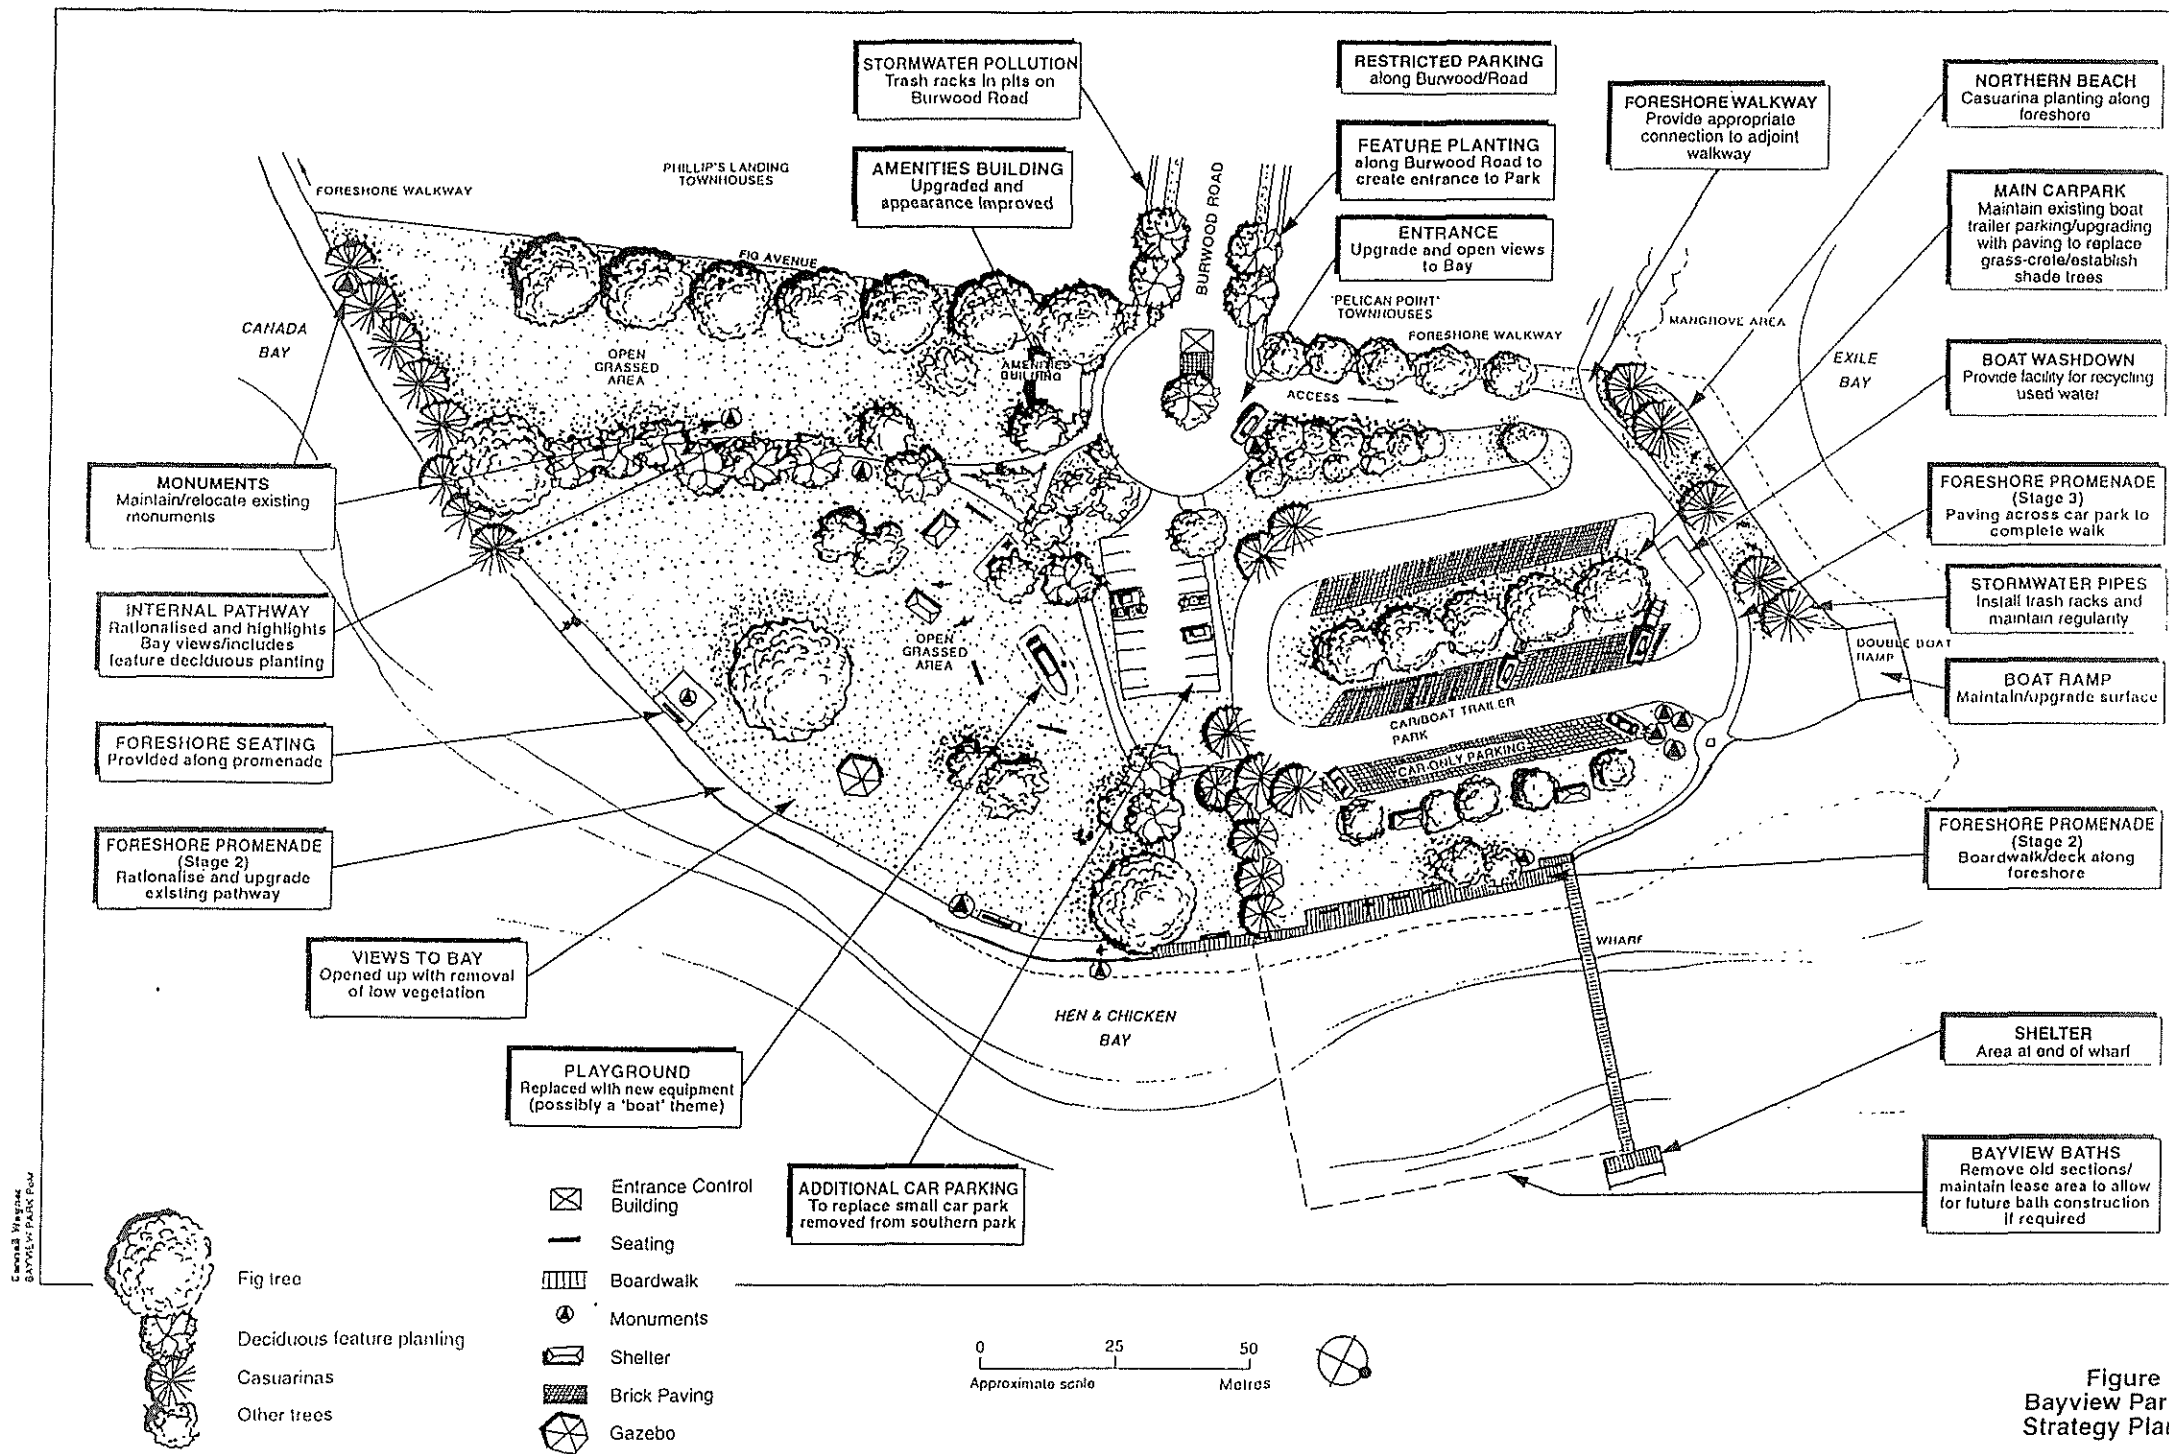 STORMWATER POLLUTION
Trash racks in pits on
Burwood Road
RESTRICTED PARKING
along Burwood/Road
FORESHORE WALKWAY
Provide appropriate
connection to adjoint
walkway
NORTHERN BEACH
Casuarina planting along
foreshore
AMENITIES BUILDING
Upgraded and
appearance improved
FEATURE PLANTING
along Burwood Road to
create entrance to Park
MAIN CARPARK
Maintain existing boat
trailer parking/upgrading
with paving to replace
grass-crete/establish
shade trees
ENTRANCE
Upgrade and open views
to Bay
FORESHORE WALKWAY
PHILLIP'S LANDING
TOWNHOUSES
BURWOOD ROAD
FIG AVENUE
'PELICAN POINT'
TOWNHOUSES
FORESHORE WALKWAY
MANGROVE AREA
CANADA
BAY
EXILE
BAY
OPEN
GRASSED
AREA
AMENITIES
BUILDING
ACCESS
BOAT WASHDOWN
Provide facility for recycling
used water
MONUMENTS
Maintain/relocate existing
monuments
FORESHORE PROMENADE
(Stage 3)
Paving across car park to
complete walk
INTERNAL PATHWAY
Rationalised and highlights
Bay views/includes
feature deciduous planting
STORMWATER PIPES
Install trash racks and
maintain regularity
OPEN
GRASSED
AREA
DOUBLE BOAT
RAMP
BOAT RAMP
Maintain/upgrade surface
CAR/BOAT TRAILER
PARK
CAR ONLY PARKING
FORESHORE SEATING
Provided along promenade
FORESHORE PROMENADE
(Stage 2)
Rationalise and upgrade
existing pathway
FORESHORE PROMENADE
(Stage 2)
Boardwalk/deck along
foreshore
VIEWS TO BAY
Opened up with removal
of low vegetation
WHARF
HEN & CHICKEN
BAY
SHELTER
Area at end of wharf
PLAYGROUND
Replaced with new equipment
(possibly a 'boat' theme)
BAYVIEW BATHS
Remove old sections/
maintain lease area to allow
for future bath construction
if required
ADDITIONAL CAR PARKING
To replace small car park
removed from southern park
BAYVIEW PARK PoM
Entrance Control
Building
Seating
Boardwalk
Monuments
Shelter
Brick Paving
Gazebo
Fig tree
Deciduous feature planting
Casuarinas
Other trees
0 25 50
Approximate scale Metres
Figure
Bayview Par
Strategy Pla